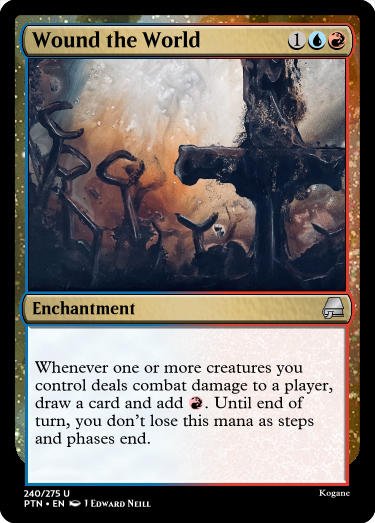 Wound the World 1
Enchantment
Whenever one or more creatures you
control deals combat damage to a player,
draw a card and add . Until end of
turn, you don't lose this mana as steps
and phases end.
240/275 U Kogane
PTN • EN J Edward Neill